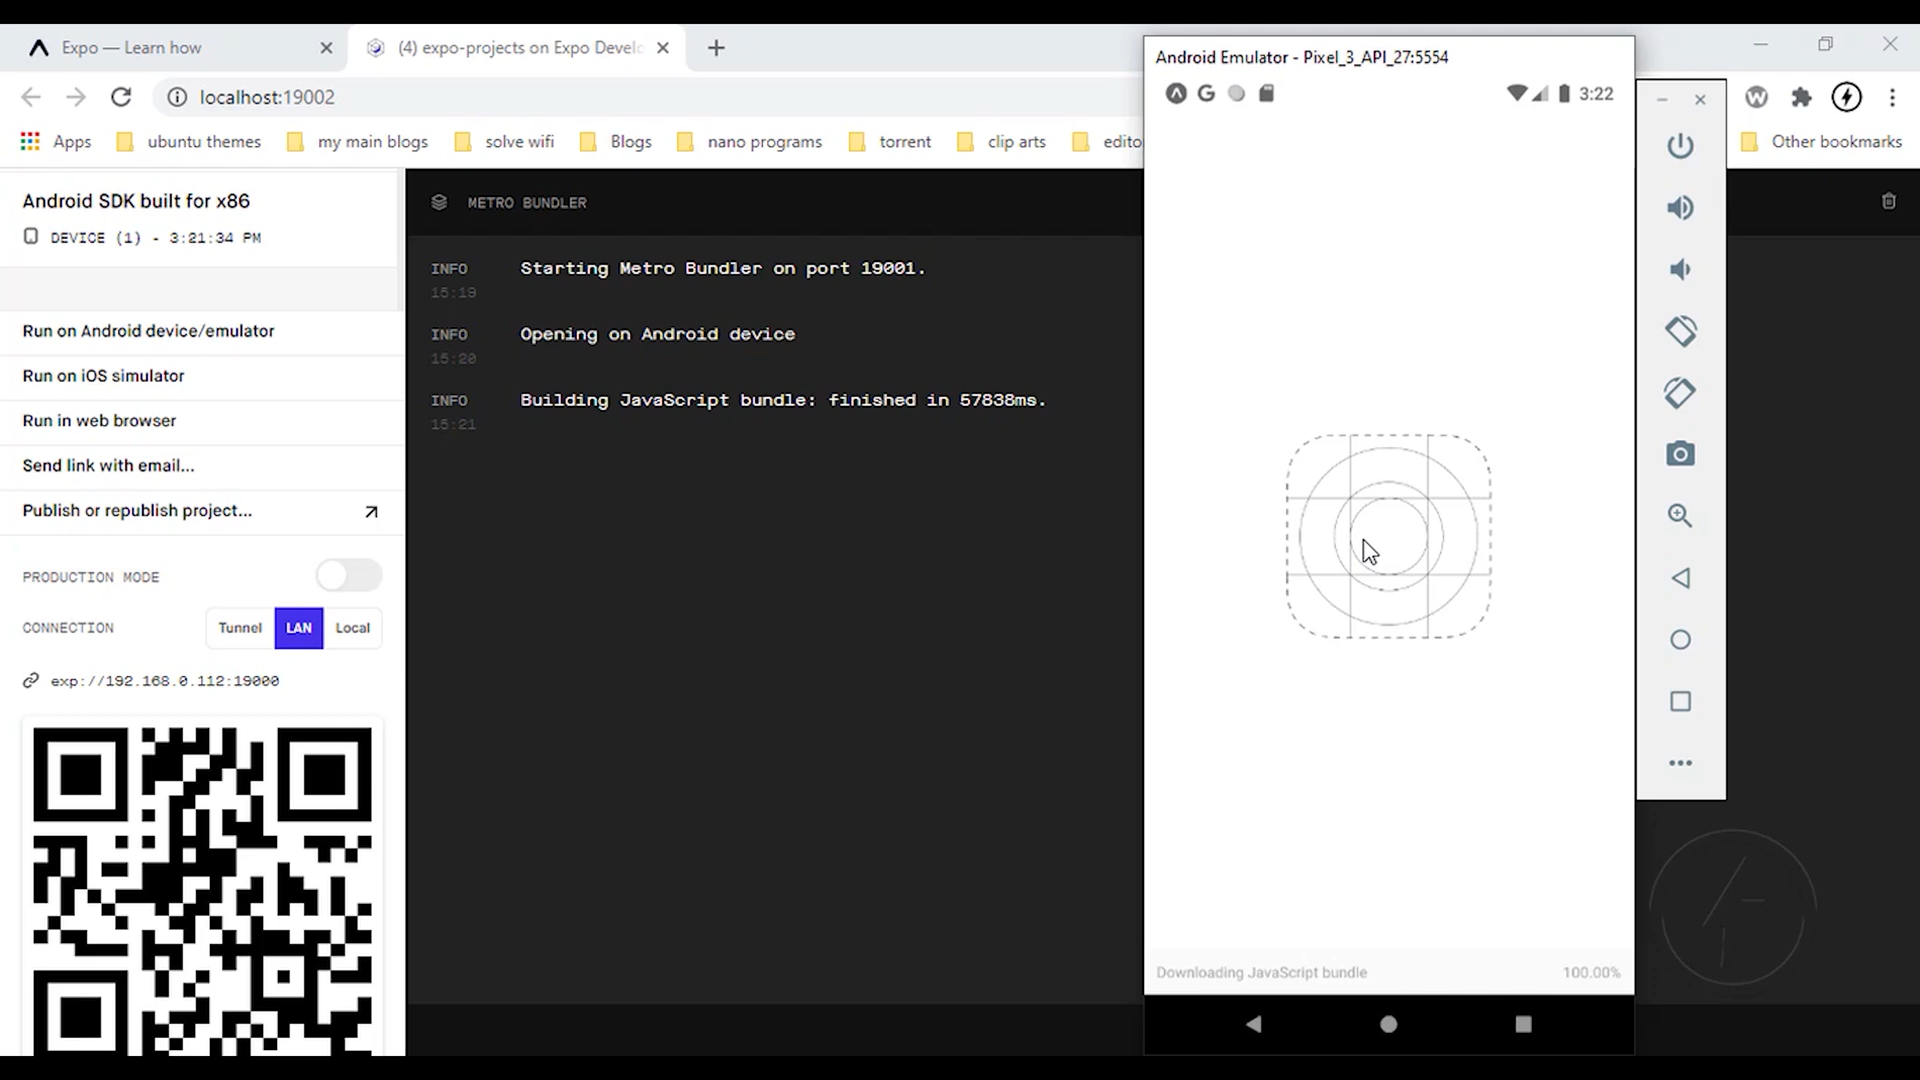 Expo — Learn how
(4) expo-projects on Expo Develo
localhost:19002
Apps
ubuntu themes
my main blogs
solve wifi
Blogs
nano programs
torrent
clip arts
edito
Other bookmarks
Android SDK built for x86
DEVICE (1) - 3:21:34 PM
Run on Android device/emulator
Run on iOS simulator
Run in web browser
Send link with email...
Publish or republish project...
PRODUCTION MODE
CONNECTION
Tunnel
LAN
Local
exp://192.168.0.112:19000
METRO BUNDLER
INFO
Starting Metro Bundler on port 19001.
15:19
INFO
Opening on Android device
15:20
INFO
Building JavaScript bundle: finished in 57838ms.
15:21
Android Emulator - Pixel_3_API_27:5554
G
3:22
Downloading JavaScript bundle
100.00%